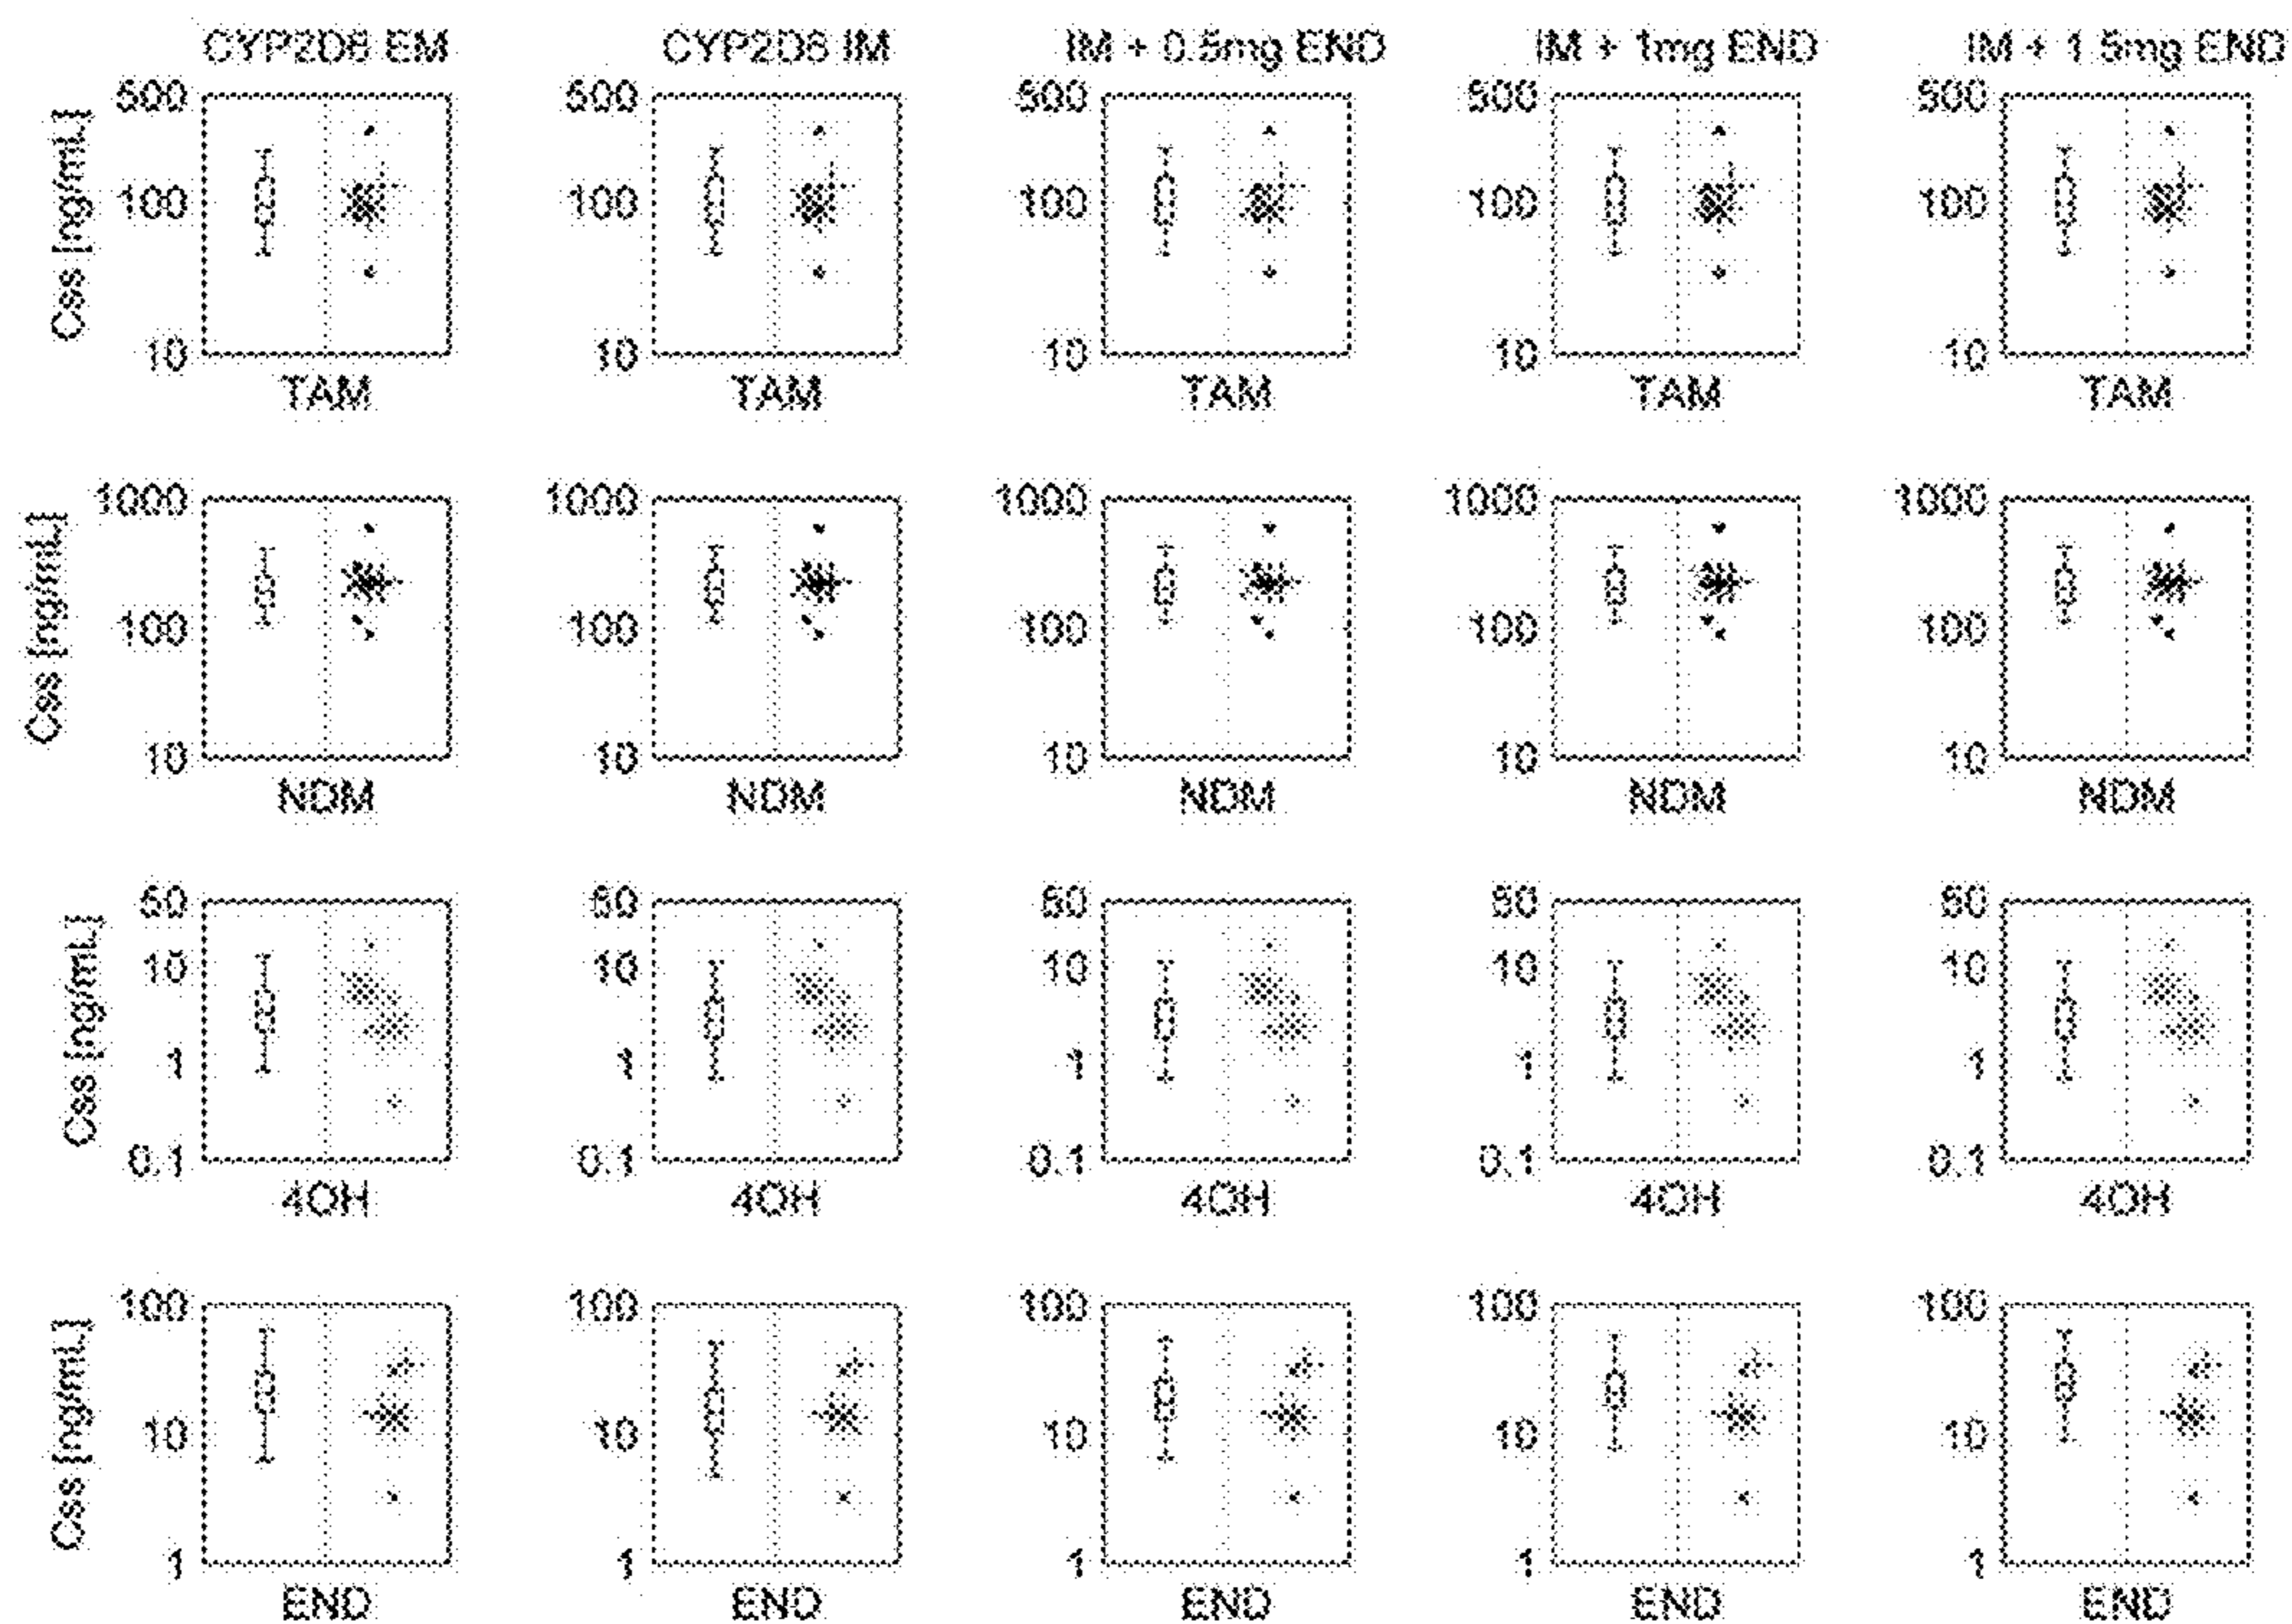 CYP2D6 EM CYP2D6 IM IM + 0.5mg END IM + 1mg END IM + 1.5mg END
Css [ng/mL] 500 500 500 500 500
100 100 100 100 100
10 10 10 10 10
TAM TAM TAM TAM TAM
Css [ng/mL] 1000 1000 1000 1000 1000
100 100 100 100 100
10 10 10 10 10
NDM NDM NDM NDM NDM
Css [ng/mL] 50 50 50 50 50
10 10 10 10 10
1 1 1 1 1
0.1 0.1 0.1 0.1 0.1
4OH 4OH 4OH 4OH 4OH
Css [ng/mL] 100 100 100 100 100
10 10 10 10 10
1 1 1 1 1
END END END END END